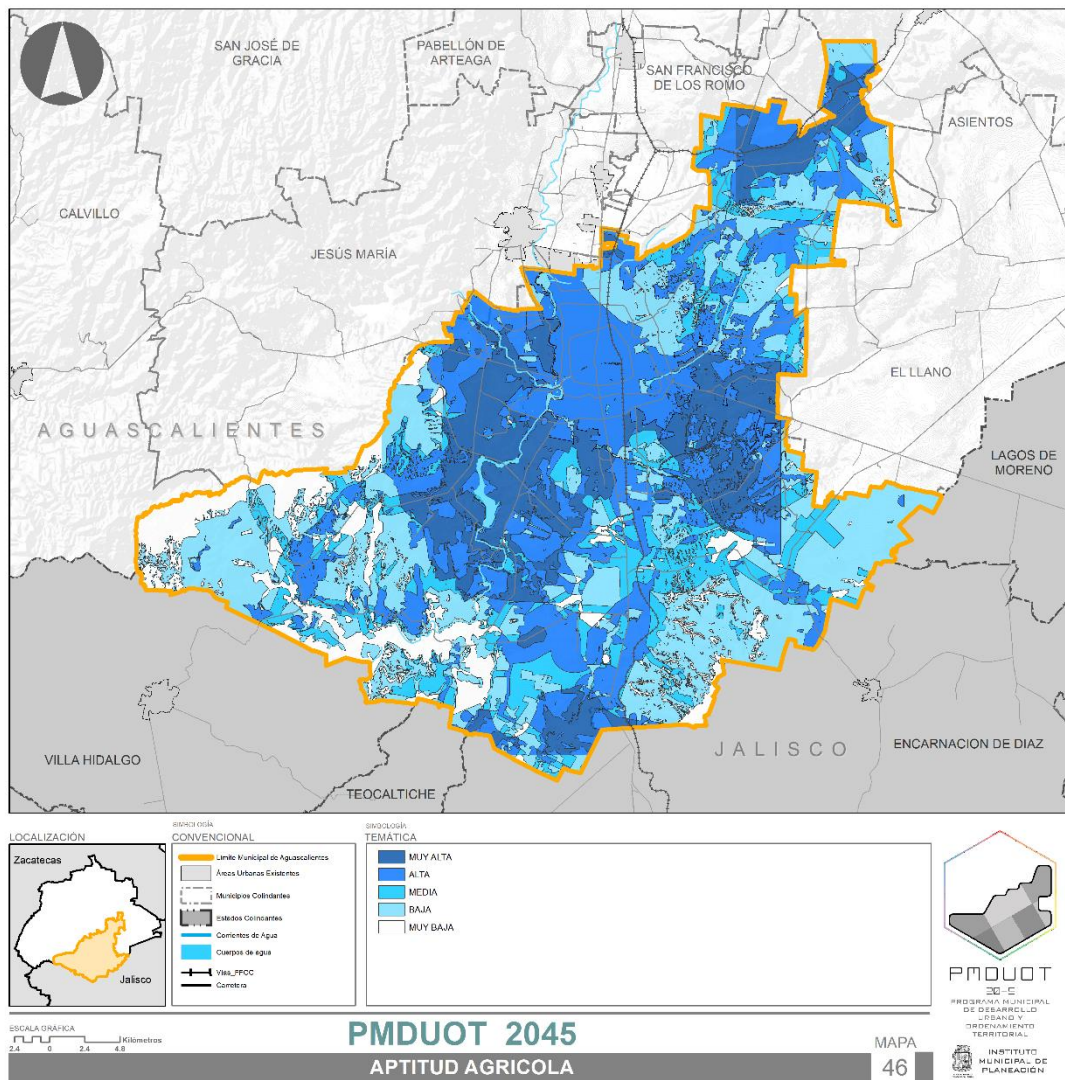 SAN JOSÉ DE
GRACIA
PABELLÓN DE
ARTEAGA
SAN FRANCISCO
DE LOS ROMO
ASIENTOS
CALVILLO
JESÚS MARÍA
EL LLANO
AGUASCALIENTES
LAGOS DE
MORENO
JALISCO
ENCARNACION DE DIAZ
VILLA HIDALGO
TEOCALTICHE
LOCALIZACIÓN
Zacatecas
Jalisco
SIMBOLOGÍA
CONVENCIONAL
Límite Municipal de Aguascalientes
Áreas Urbanas Existentes
Municipios Colindantes
Estados Colindantes
Corrientes de Agua
Cuerpos de agua
Vías_FFCC
Carretera
SIMBOLOGÍA
TEMÁTICA
MUY ALTA
ALTA
MEDIA
BAJA
MUY BAJA
PMDUOT
PROGRAMA MUNICIPAL
DE DESARROLLO
URBANO Y
ORDENAMIENTO
TERRITORIAL
INSTITUTO
MUNICIPAL DE
PLANEACIÓN
ESCALA GRÁFICA
2.4 0 2.4 4.8 Kilómetros
PMDUOT 2045
APTITUD AGRICOLA
MAPA
46